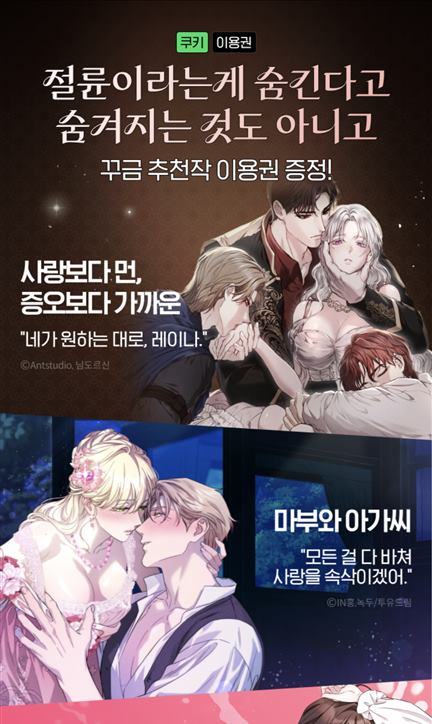 쿠키 이용권
절륜이라는게 숨긴다고
숨겨지는 것도 아니고
꾸금 추천작 이용권 증정!
사랑보다 먼,
증오보다 가까운
"네가 원하는 대로, 레이나."
©Antstudio, 남도르신
마부와 아가씨
"모든 걸 다 바쳐
사랑을 속삭이겠어."
©IN홍,녹두/투유드림